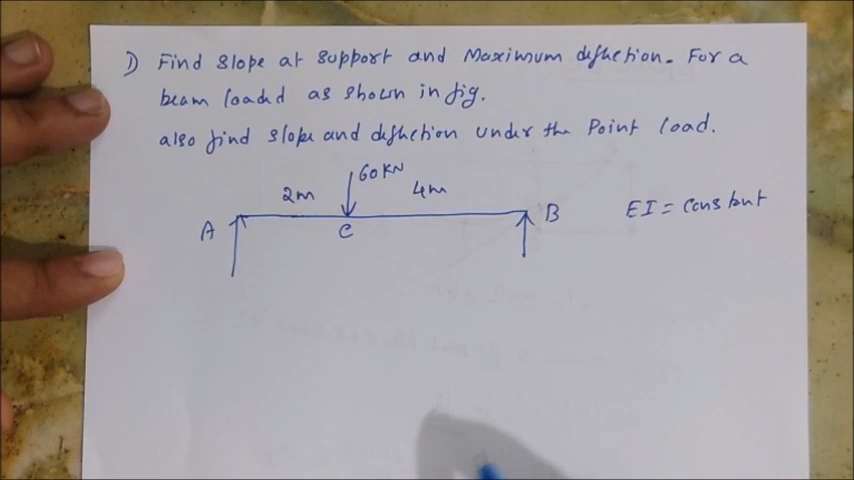 1) Find slope at support and Maximum deflection. For a
beam loaded as shown in fig.
also find slope and deflection under the Point load.
60 KN
2m 4m
A C B EI = constant